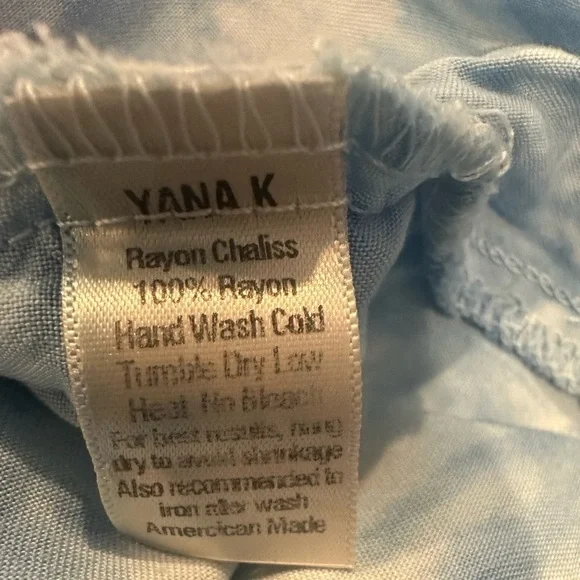 YANA K
Rayon Chaliss
100% Rayon
Hand Wash Cold
Tumble Dry Low
Heat No Bleach
For best results, hang
dry to avoid shrinkage
Also recommended to
iron after wash
Amercican Made